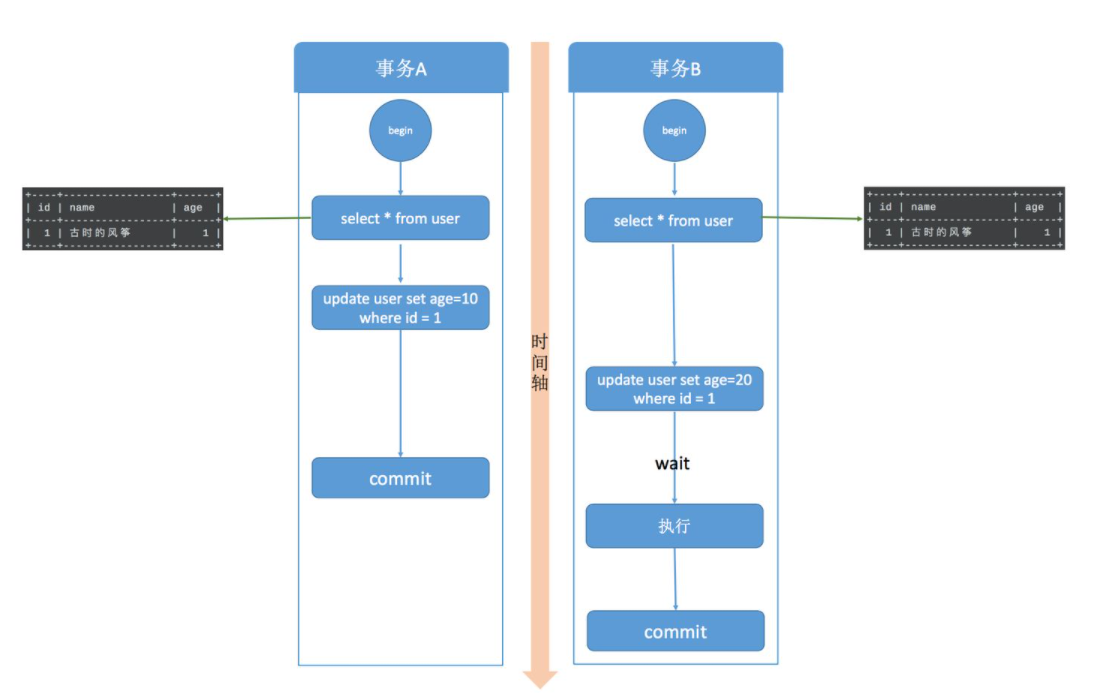 事务A
事务B
begin
begin
+----+-----------------+------+
| id | name | age |
+----+-----------------+------+
| 1 | 古时的风筝 | 1 |
+----+-----------------+------+
select * from user
select * from user
+----+-----------------+------+
| id | name | age |
+----+-----------------+------+
| 1 | 古时的风筝 | 1 |
+----+-----------------+------+
update user set age=10
where id = 1
时
间
轴
update user set age=20
where id = 1
wait
commit
执行
commit